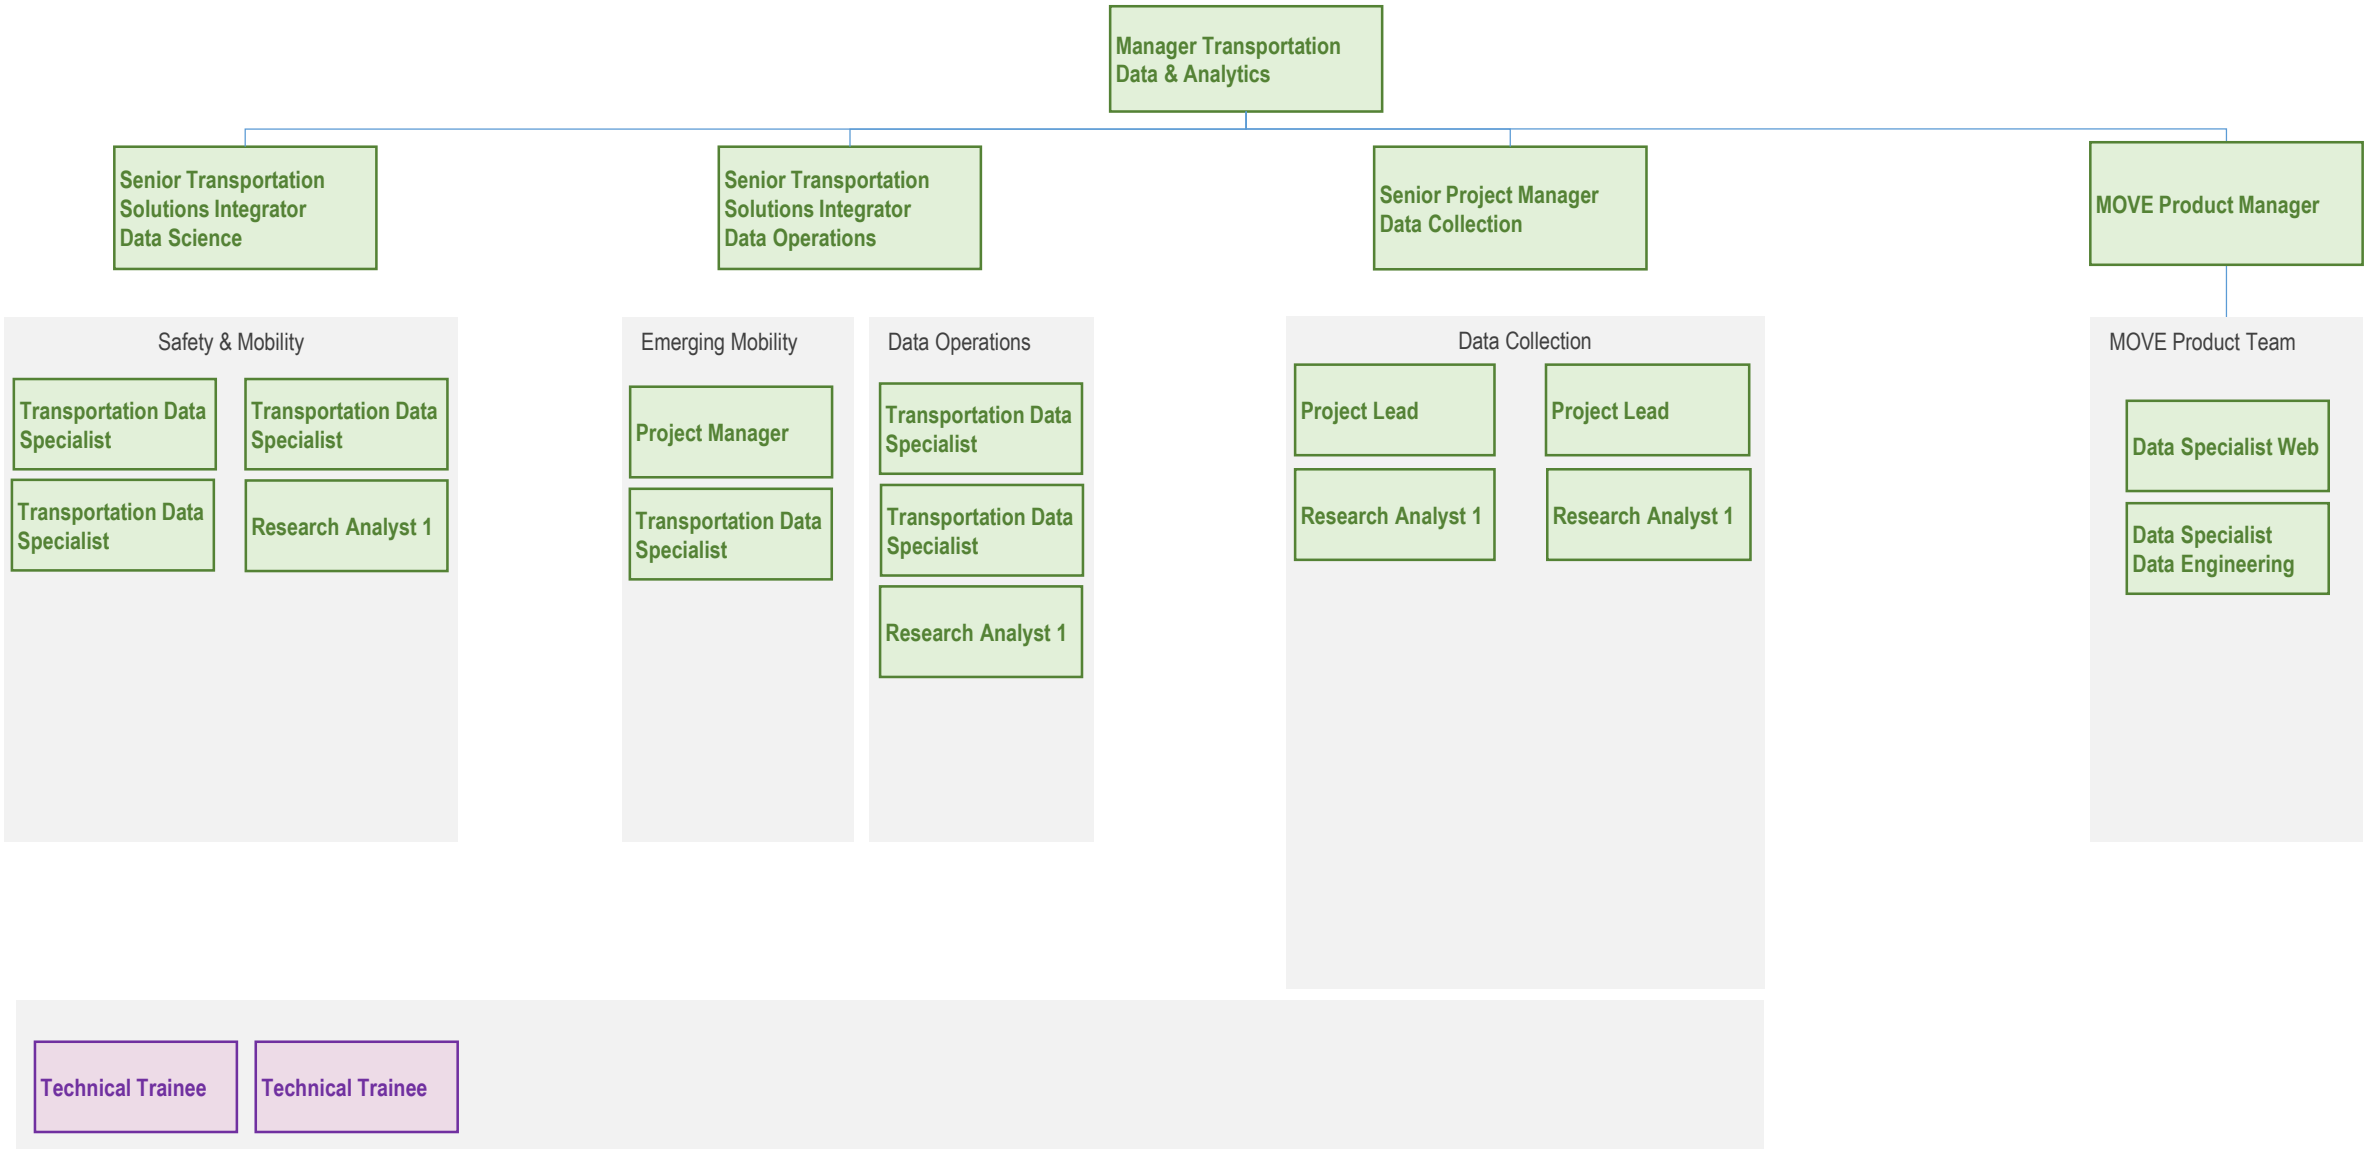 Manager Transportation
Data & Analytics
Senior Transportation
Solutions Integrator
Data Science
Senior Transportation
Solutions Integrator
Data Operations
Senior Project Manager
Data Collection
MOVE Product Manager
Safety & Mobility
Transportation Data
Specialist
Transportation Data
Specialist
Transportation Data
Specialist
Research Analyst 1
Emerging Mobility
Project Manager
Transportation Data
Specialist
Data Operations
Transportation Data
Specialist
Transportation Data
Specialist
Research Analyst 1
Data Collection
Project Lead
Project Lead
Research Analyst 1
Research Analyst 1
MOVE Product Team
Data Specialist Web
Data Specialist
Data Engineering
Technical Trainee
Technical Trainee